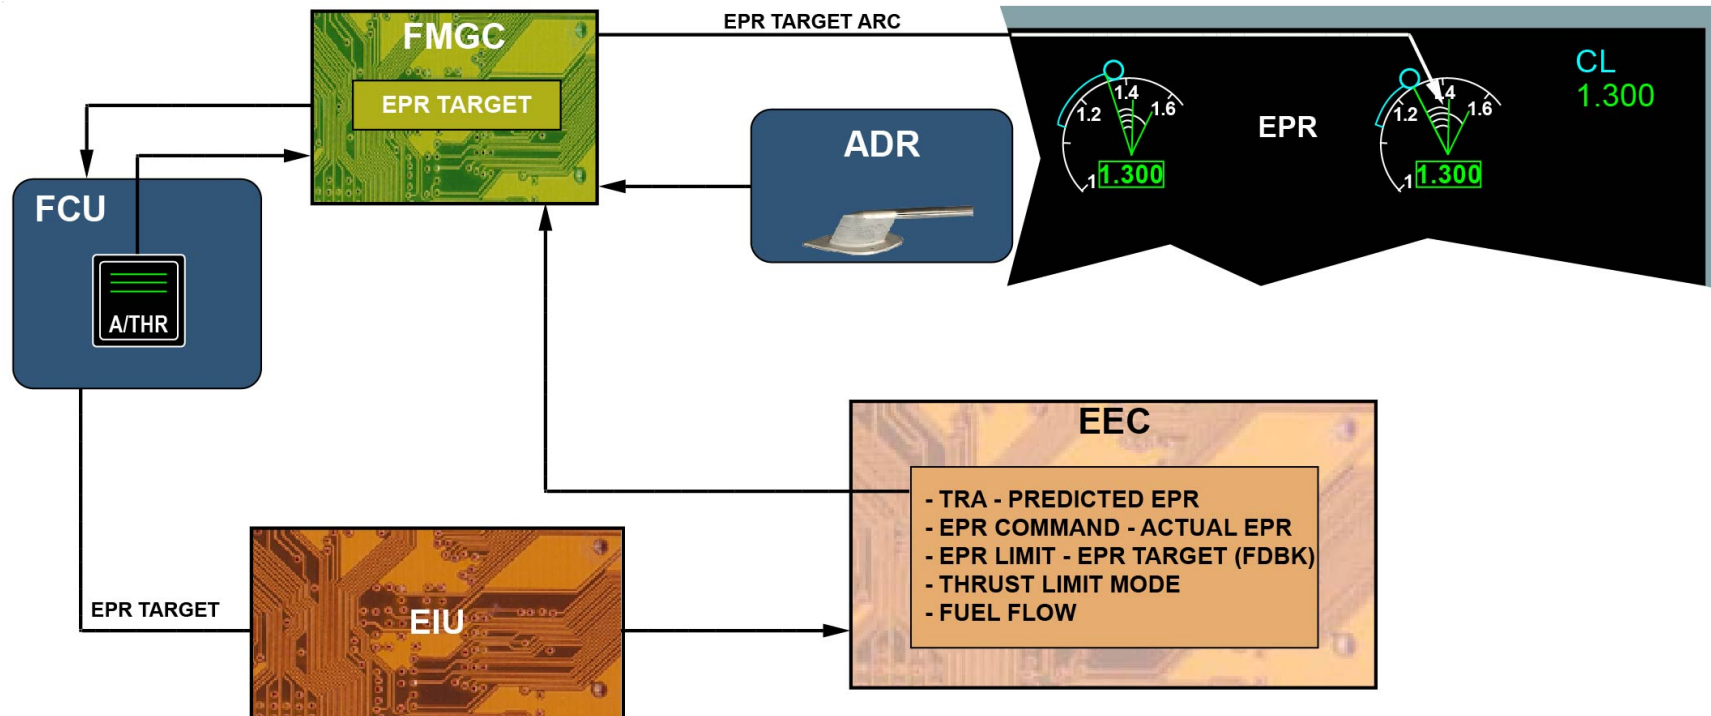 FMGC
EPR TARGET
EPR TARGET ARC
CL
1.300
1.2
1.4
1.6
1
1.300
EPR
1.2
1.4
1.6
1
1.300
ADR
FCU
A/THR
EEC
- TRA - PREDICTED EPR
- EPR COMMAND - ACTUAL EPR
- EPR LIMIT - EPR TARGET (FDBK)
- THRUST LIMIT MODE
- FUEL FLOW
EPR TARGET
EIU